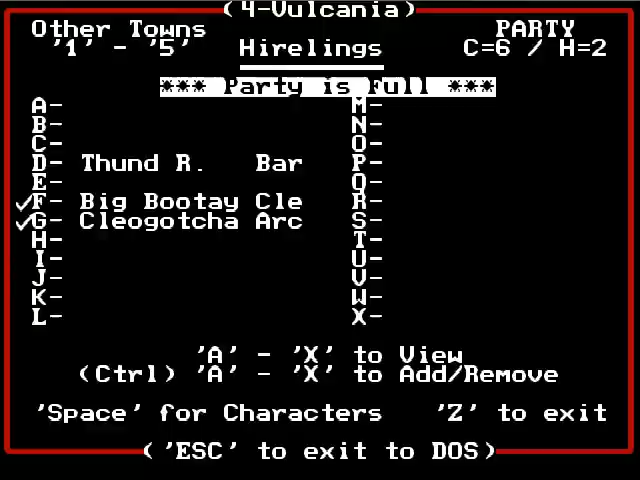 (4-Vulcania)
Other Towns PARTY
'1' - '5' Hirelings C=6 / H=2
*** Party is Full ***
A- M-
B- N-
C- O-
D- Thund R. Bar P-
E- Q-
✓F- Big Bootay Cle R-
✓G- Cleogotcha Arc S-
H- T-
I- U-
J- V-
K- W-
L- X-
'A' - 'X' to View
(Ctrl) 'A' - 'X' to Add/Remove
'Space' for Characters 'Z' to exit
('ESC' to exit to DOS)